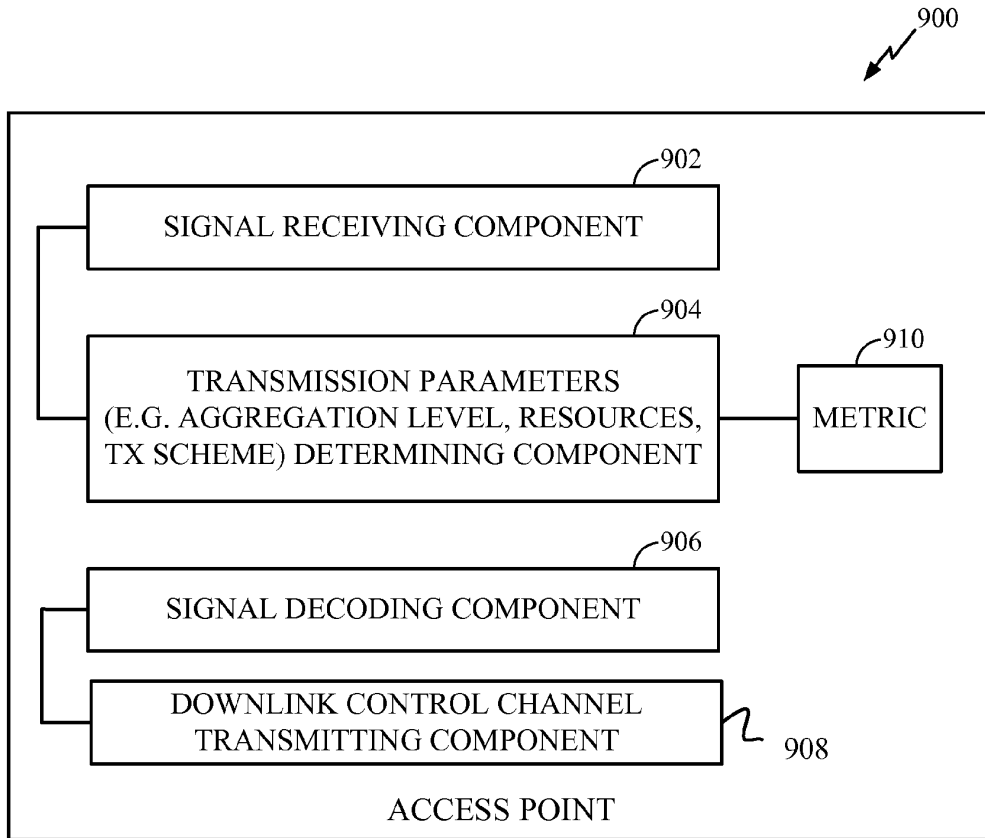 900
902
SIGNAL RECEIVING COMPONENT
904
910
TRANSMISSION PARAMETERS
(E.G. AGGREGATION LEVEL, RESOURCES,
TX SCHEME) DETERMINING COMPONENT
METRIC
906
SIGNAL DECODING COMPONENT
DOWNLINK CONTROL CHANNEL
TRANSMITTING COMPONENT
908
ACCESS POINT